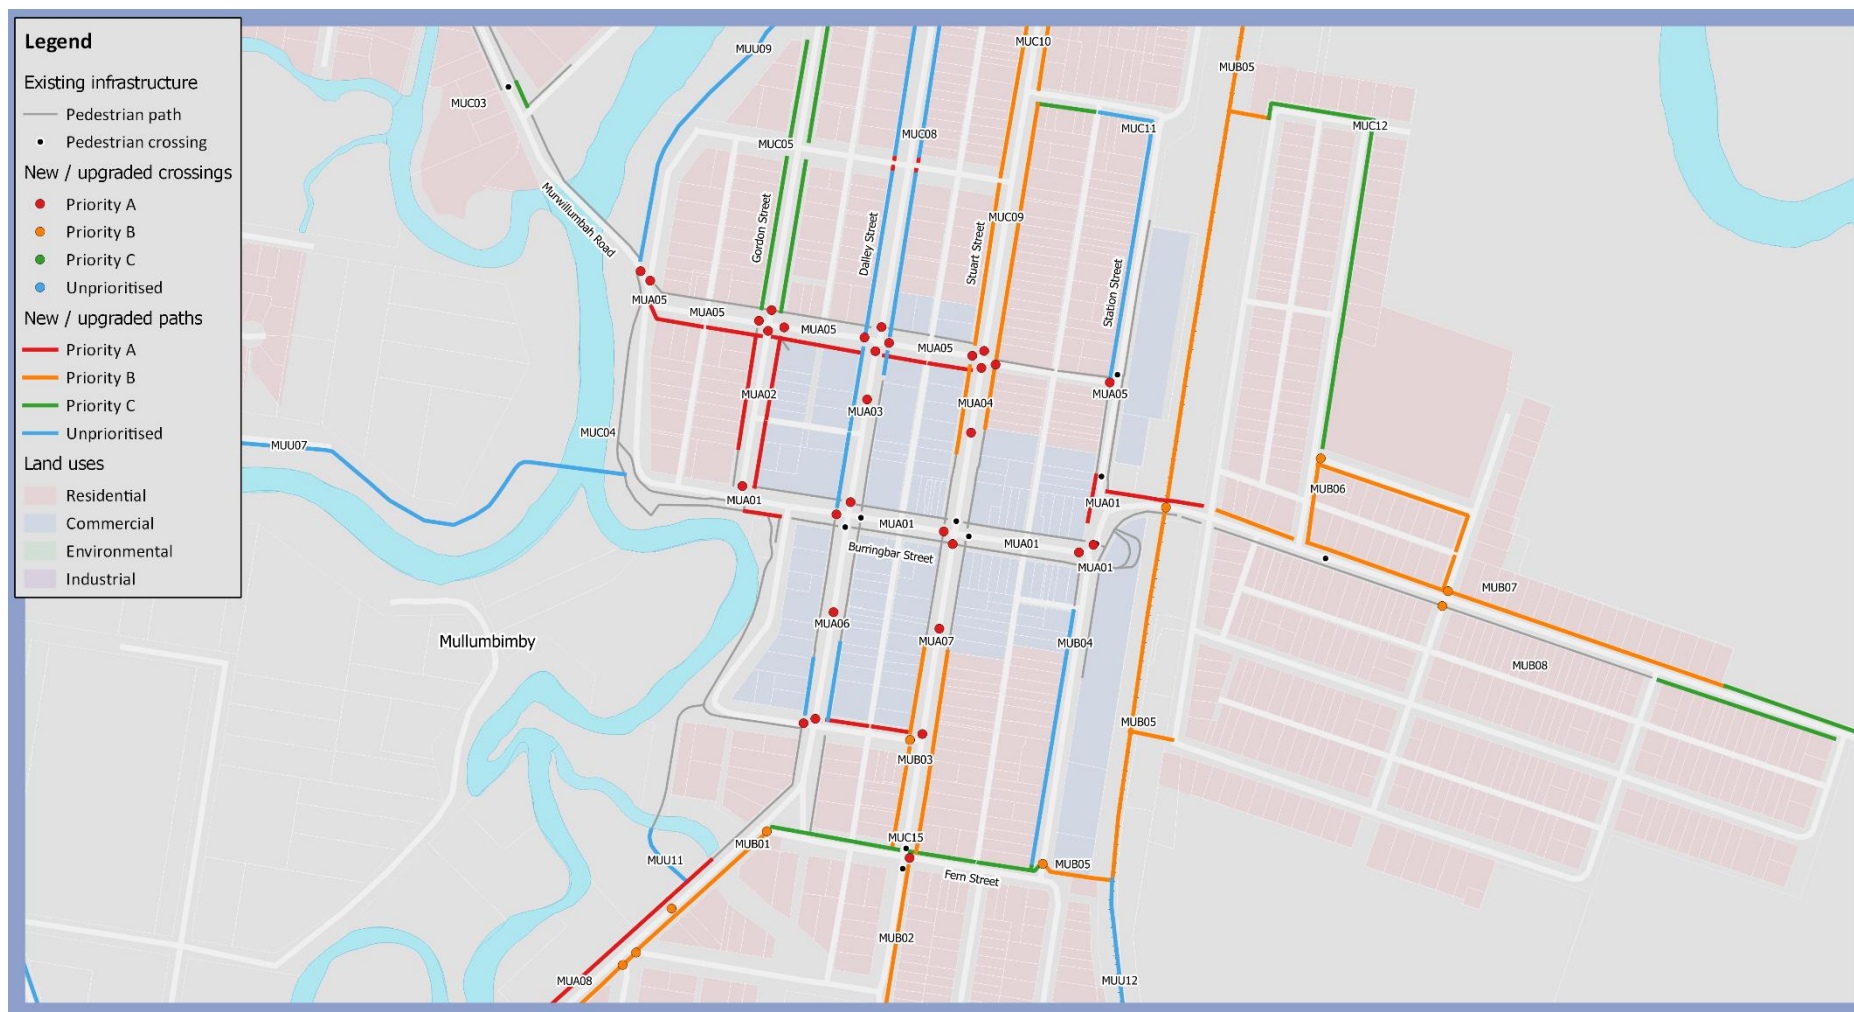 Legend
Existing infrastructure
Pedestrian path
Pedestrian crossing
New / upgraded crossings
Priority A
Priority B
Priority C
Unprioritised
New / upgraded paths
Priority A
Priority B
Priority C
Unprioritised
Land uses
Residential
Commercial
Environmental
Industrial
MUU09
MUC10
MUB05
MUC03
MUC08
MUC11
MUC12
MUC05
Murwillumbah Road
Gordon Street
Dalley Street
Stuart Street
MUC09
Station Street
MUA05
MUA05
MUA05
MUA05
MUA05
MUA02
MUA03
MUA04
MUC04
MUU07
MUA01
MUA01
MUA01
MUA01
MUA01
Burringbar Street
MUB06
MUB07
MUB08
Mullumbimby
MUA06
MUA07
MUB04
MUB05
MUB03
MUB01
MUC15
MUU11
Fern Street
MUB05
MUB02
MUA08
MUU12